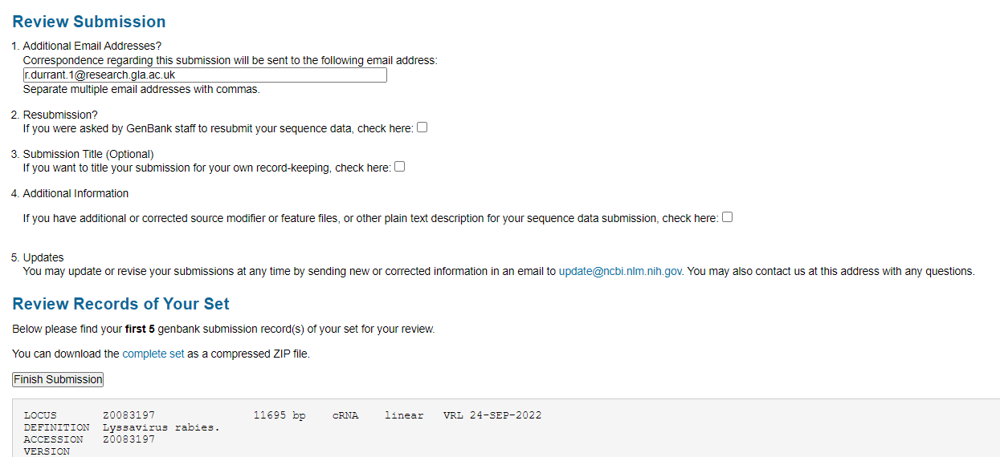 Review Submission
1. Additional Email Addresses?
Correspondence regarding this submission will be sent to the following email address:
r.durrant.1@research.gla.ac.uk
Separate multiple email addresses with commas.
2. Resubmission?
If you were asked by GenBank staff to resubmit your sequence data, check here:
3. Submission Title (Optional)
If you want to title your submission for your own record-keeping, check here:
4. Additional Information
If you have additional or corrected source modifier or feature files, or other plain text description for your sequence data submission, check here:
5. Updates
You may update or revise your submissions at any time by sending new or corrected information in an email to update@ncbi.nlm.nih.gov. You may also contact us at this address with any questions.
Review Records of Your Set
Below please find your first 5 genbank submission record(s) of your set for your review.
You can download the complete set as a compressed ZIP file.
Finish Submission
LOCUS Z0083197 11695 bp cRNA linear VRL 24-SEP-2022
DEFINITION Lyssavirus rabies.
ACCESSION Z0083197
VERSION